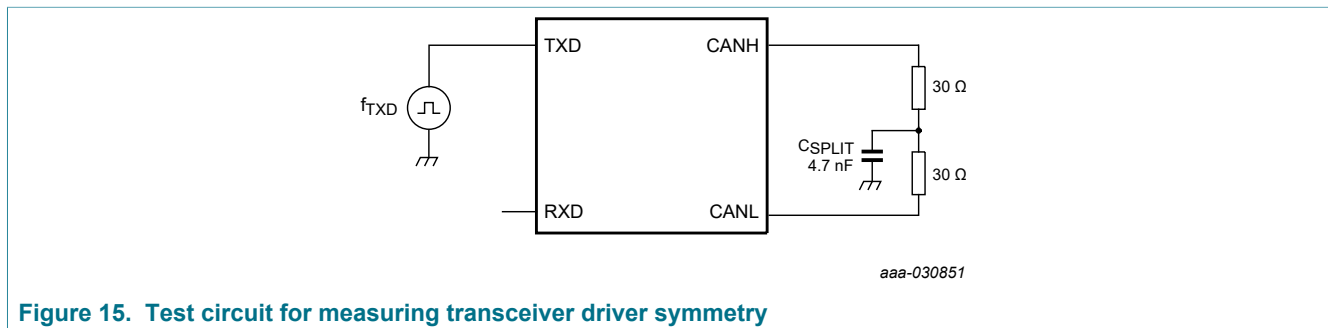 TXD
CANH
30 Ω
fTXD
CSPLIT
4.7 nF
30 Ω
RXD
CANL
aaa-030851
Figure 15. Test circuit for measuring transceiver driver symmetry